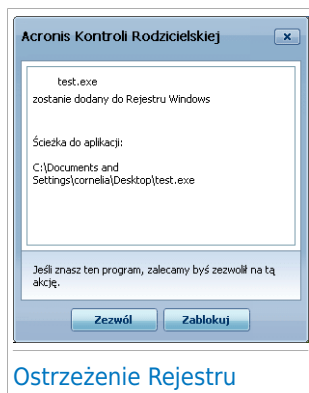 Acronis Kontroli Rodzicielskiej
test.exe
zostanie dodany do Rejestru Windows
Ścieżka do aplikacji:
C:\Documents and
Settings\cornelia\Desktop\test.exe
Jeśli znasz ten program, zalecamy byś zezwolił na tą
akcję.
Zezwól Zablokuj
Ostrzeżenie Rejestru